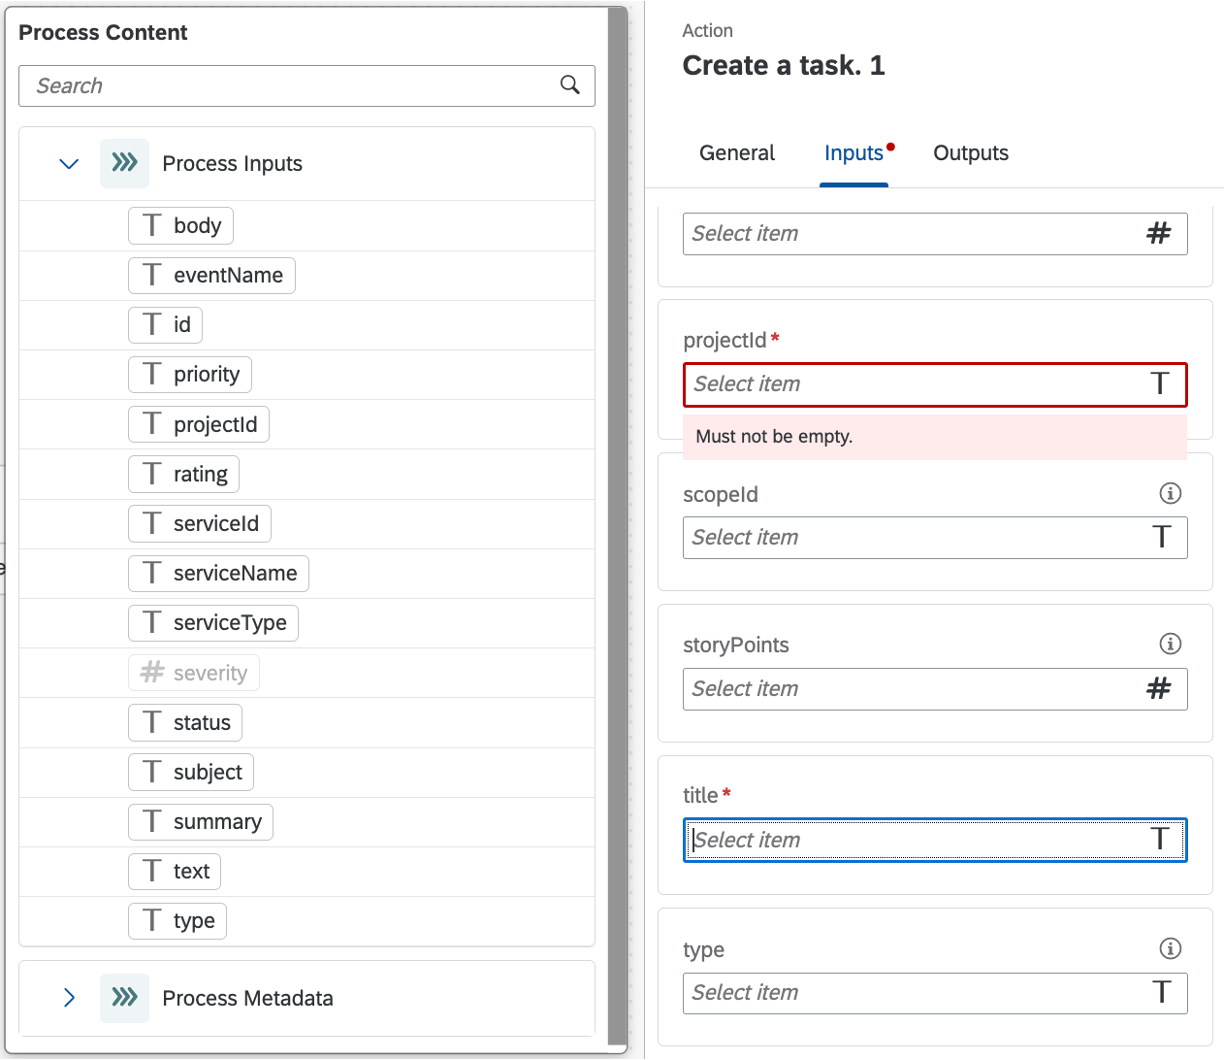 Process Content
Search
Process Inputs
T body
T eventName
T id
T priority
T projectId
T rating
T serviceId
T serviceName
T serviceType
# severity
T status
T subject
T summary
T text
T type
Process Metadata
Action
Create a task. 1
General Inputs Outputs
Select item #
projectId*
Select item T
Must not be empty.
scopeId
Select item T
storyPoints
Select item #
title*
Select item T
type
Select item T